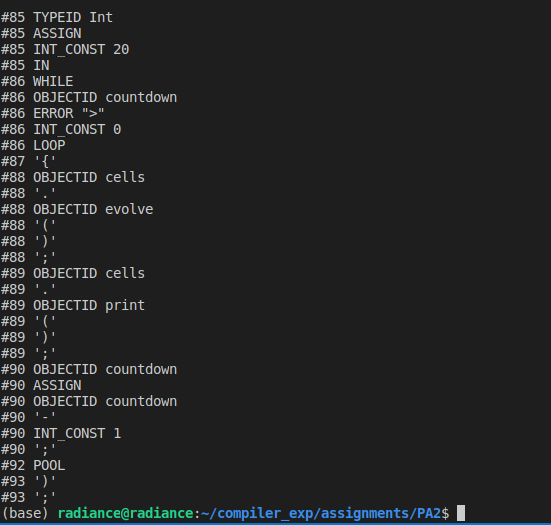 #85 TYPEID Int
#85 ASSIGN
#85 INT_CONST 20
#85 IN
#86 WHILE
#86 OBJECTID countdown
#86 ERROR ">"
#86 INT_CONST 0
#86 LOOP
#87 '{'
#88 OBJECTID cells
#88 '.'
#88 OBJECTID evolve
#88 '('
#88 ')'
#88 ';'
#89 OBJECTID cells
#89 '.'
#89 OBJECTID print
#89 '('
#89 ')'
#89 ';'
#90 OBJECTID countdown
#90 ASSIGN
#90 OBJECTID countdown
#90 '-'
#90 INT_CONST 1
#90 ';'
#92 POOL
#93 ')'
#93 ';'
(base) radiance@radiance:~/compiler_exp/assignments/PA2$